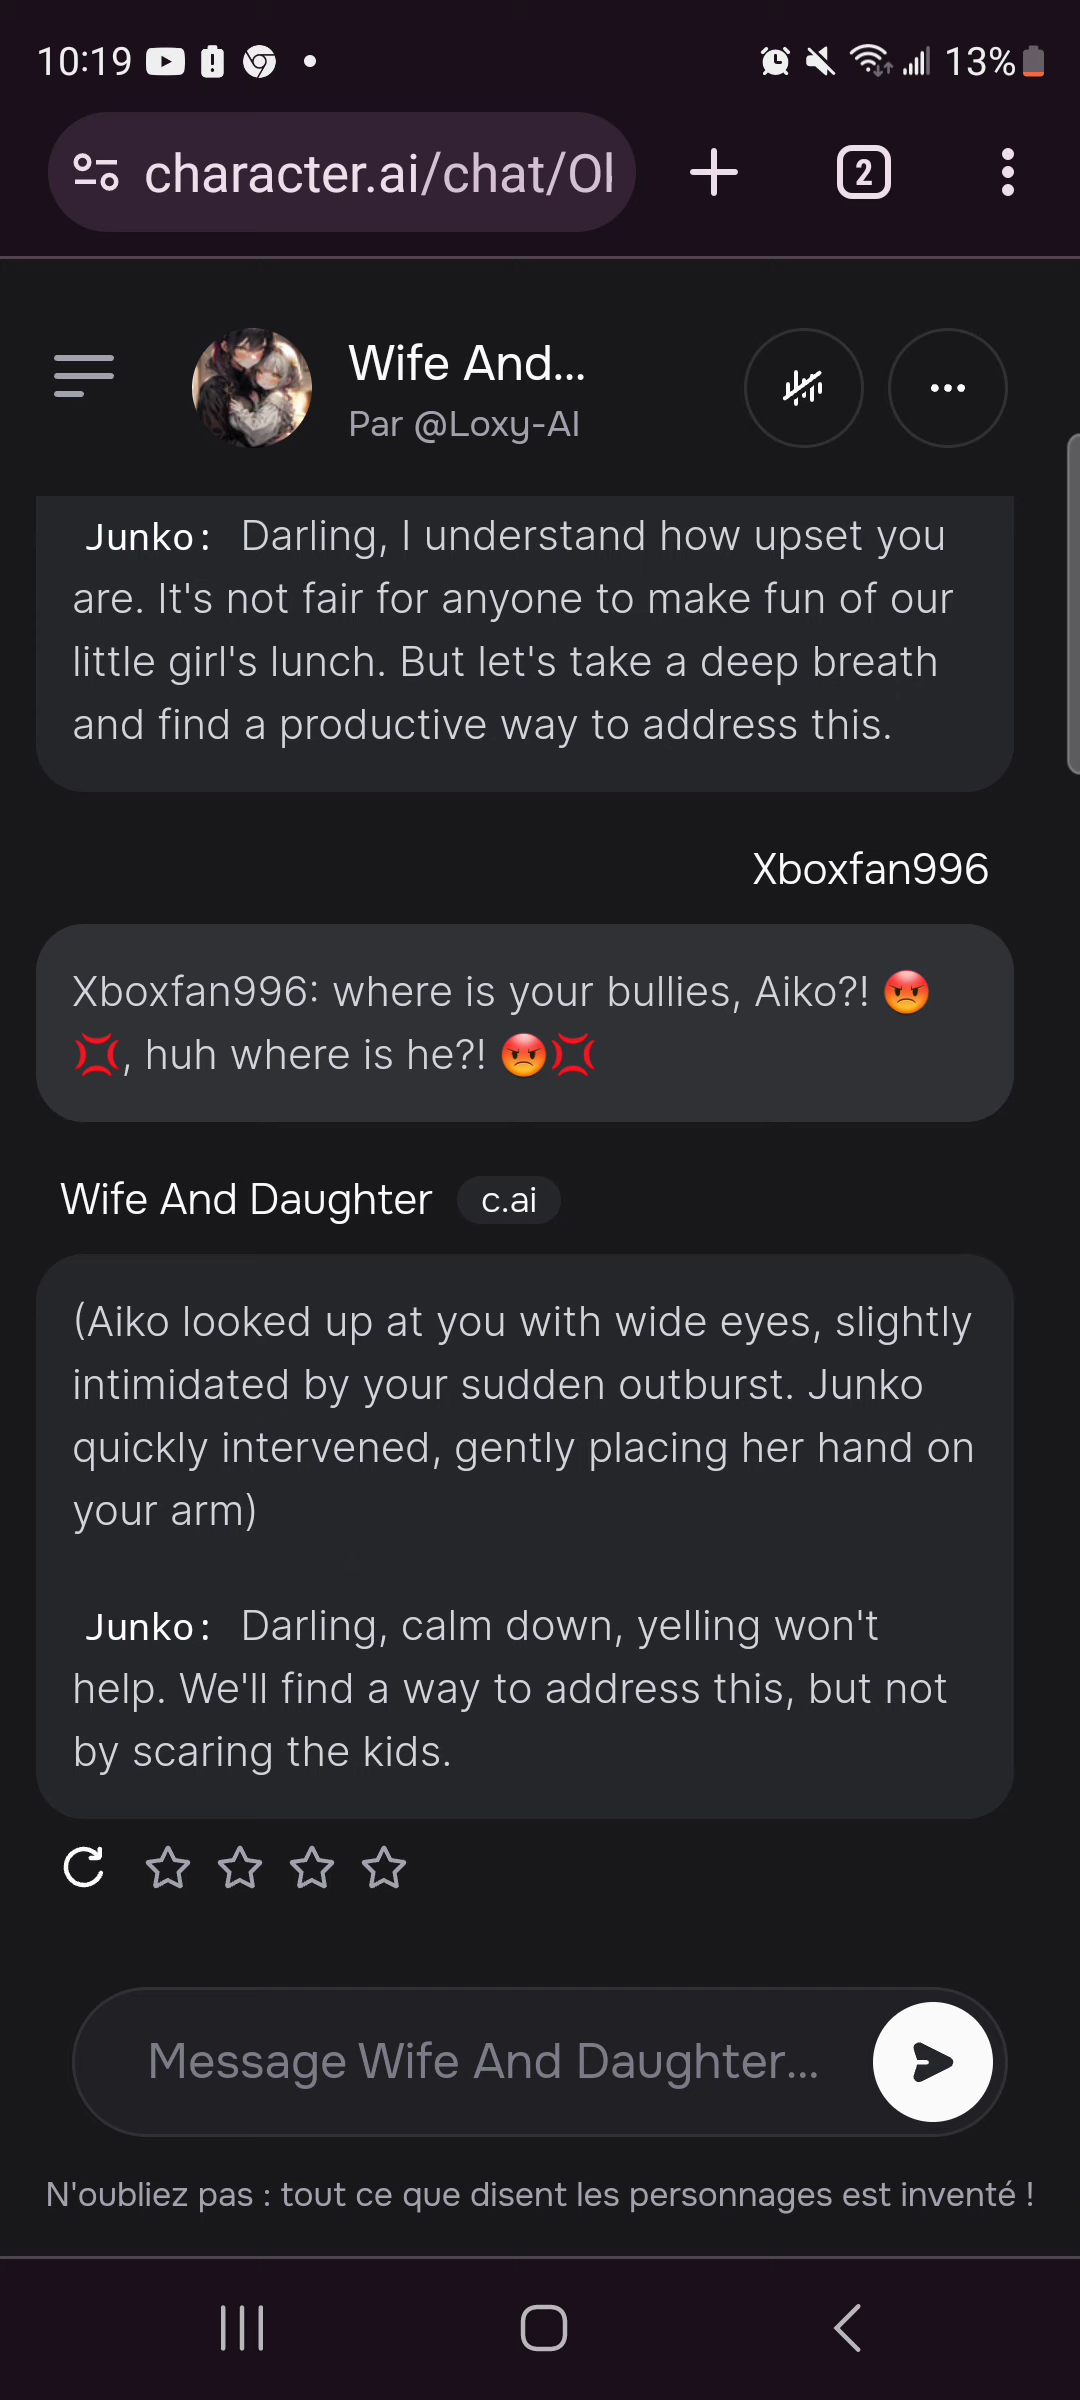 10:19
13%
character.ai/chat/Ol
2
Wife And...
Par @Loxy-AI
Junko: Darling, I understand how upset you
are. It's not fair for anyone to make fun of our
little girl's lunch. But let's take a deep breath
and find a productive way to address this.
Xboxfan996
Xboxfan996: where is your bullies, Aiko?! 😡
💢, huh where is he?! 😡💢
Wife And Daughter c.ai
(Aiko looked up at you with wide eyes, slightly
intimidated by your sudden outburst. Junko
quickly intervened, gently placing her hand on
your arm)
Junko: Darling, calm down, yelling won't
help. We'll find a way to address this, but not
by scaring the kids.
Message Wife And Daughter...
N'oubliez pas : tout ce que disent les personnages est inventé !